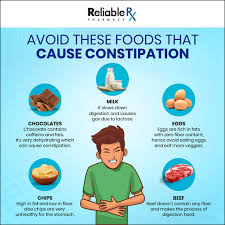 Reliable Rx
PHARMACY
AVOID THESE FOODS THAT
CAUSE CONSTIPATION
MILK
It slows down
digestion and causes
gas due to lactose
CHOCOLATES
Chocolate contains
caffeine and fats.
It's very dehydrating which
can cause constipation.
EGGS
Eggs are rich in fats
with zero fiber content,
hence avoid eating eggs
and eat more veggies.
CHIPS
High in fat and low in fiber,
also chips are very
unhealthy for the stomach.
BEEF
Beef doesn't contain any fiber
and makes the process of
digestion hard.